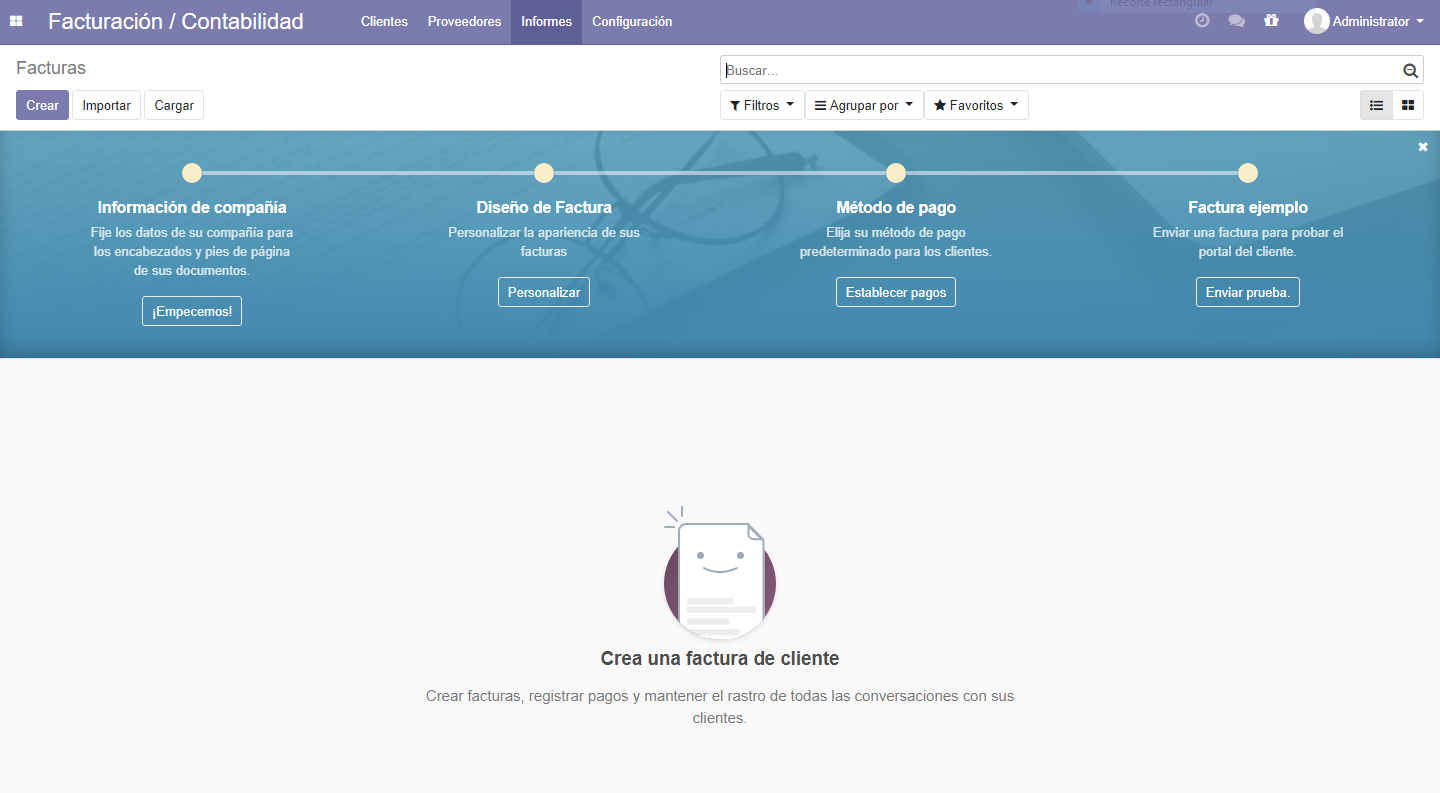 Facturación / Contabilidad
Clientes
Proveedores
Informes
Configuración
Recorte rectangular
Administrator
Facturas
Buscar...
Crear
Importar
Cargar
Filtros
Agrupar por
Favoritos
Información de compañía
Fije los datos de su compañía para
los encabezados y pies de página
de sus documentos.
¡Empecemos!
Diseño de Factura
Personalizar la apariencia de sus
facturas
Personalizar
Método de pago
Elija su método de pago
predeterminado para los clientes.
Establecer pagos
Factura ejemplo
Enviar una factura para probar el
portal del cliente.
Enviar prueba.
Crea una factura de cliente
Crear facturas, registrar pagos y mantener el rastro de todas las conversaciones con sus
clientes.